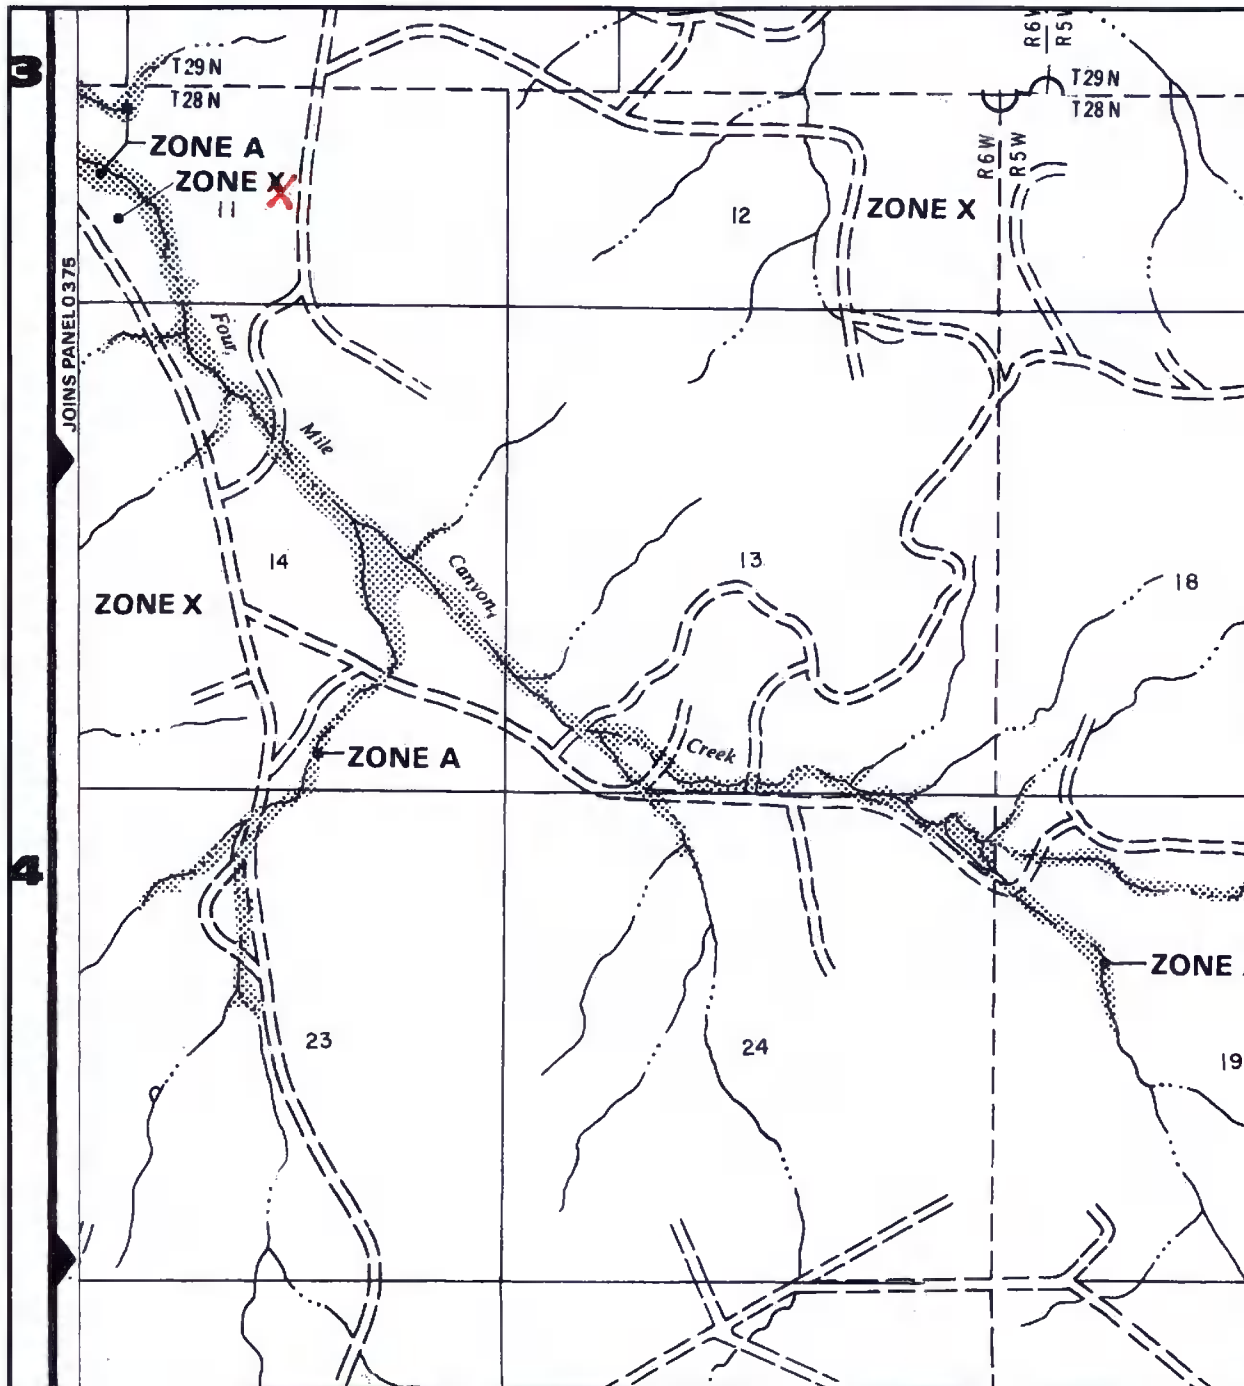 3
T29N
T28N
R6W
R5W
T29N
T28N
R6W
R5W
ZONE A
ZONE X
X
11
12
ZONE X
JOINS PANEL 0375
Four
Mile
Canyon
Creek
14
13
18
ZONE X
ZONE A
4
ZONE
23
24
19